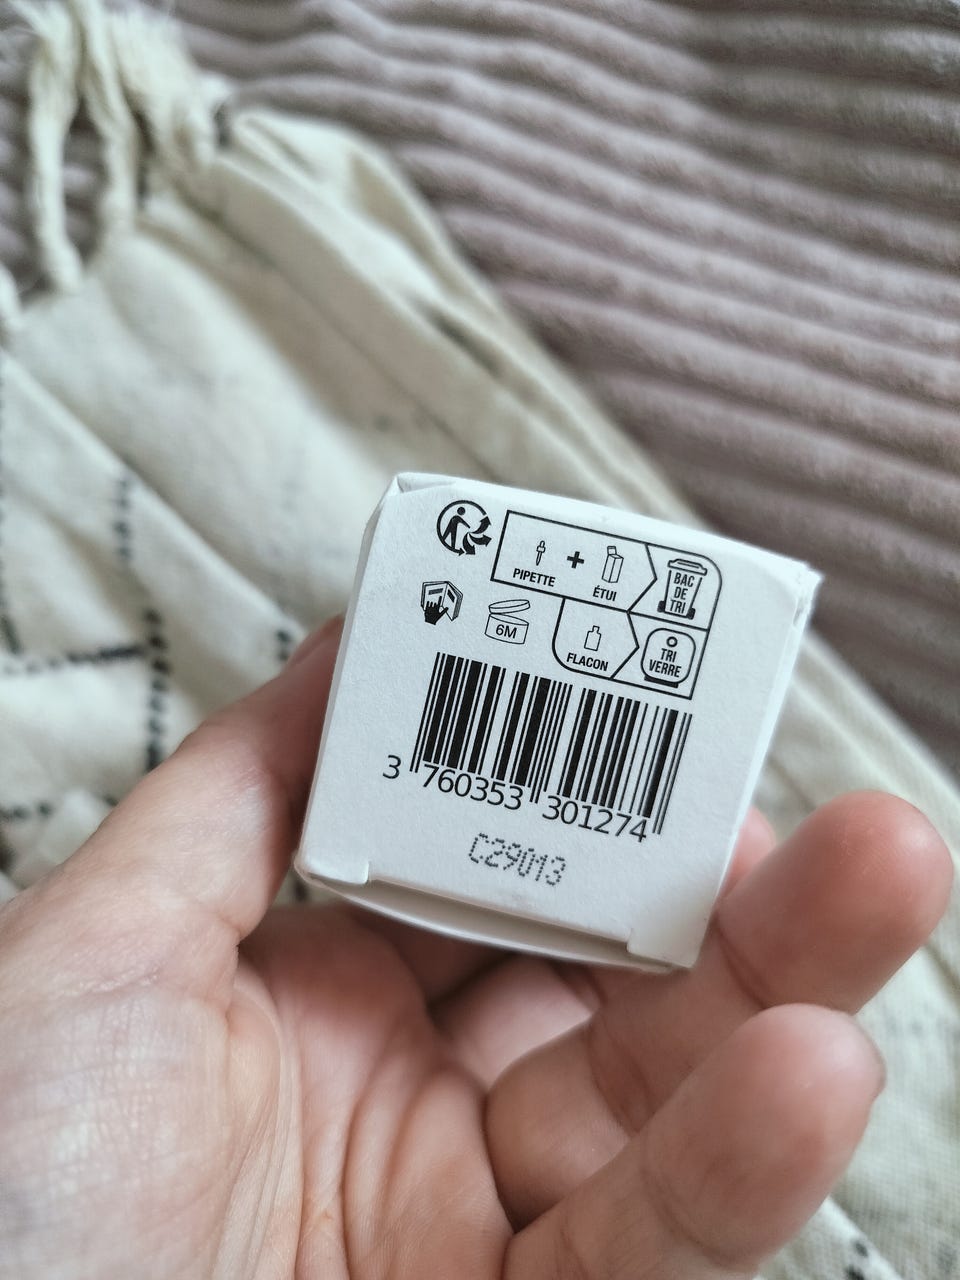 PIPETTE
+
ÉTUI
BAC
DE
TRI
6M
FLACON
TRI
VERRE
3 760353 301274
C29013